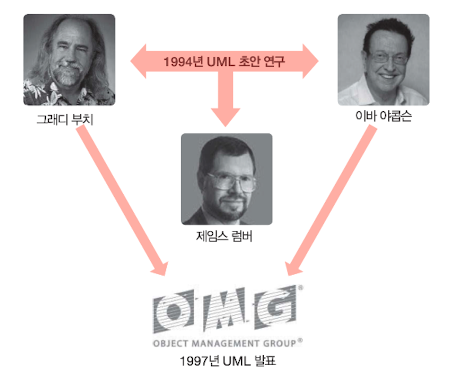 1994년 UML 초안 연구
그래디 부치
이바 야콥슨
제임스 럼버
OMG®
OBJECT MANAGEMENT GROUP®
1997년 UML 발표